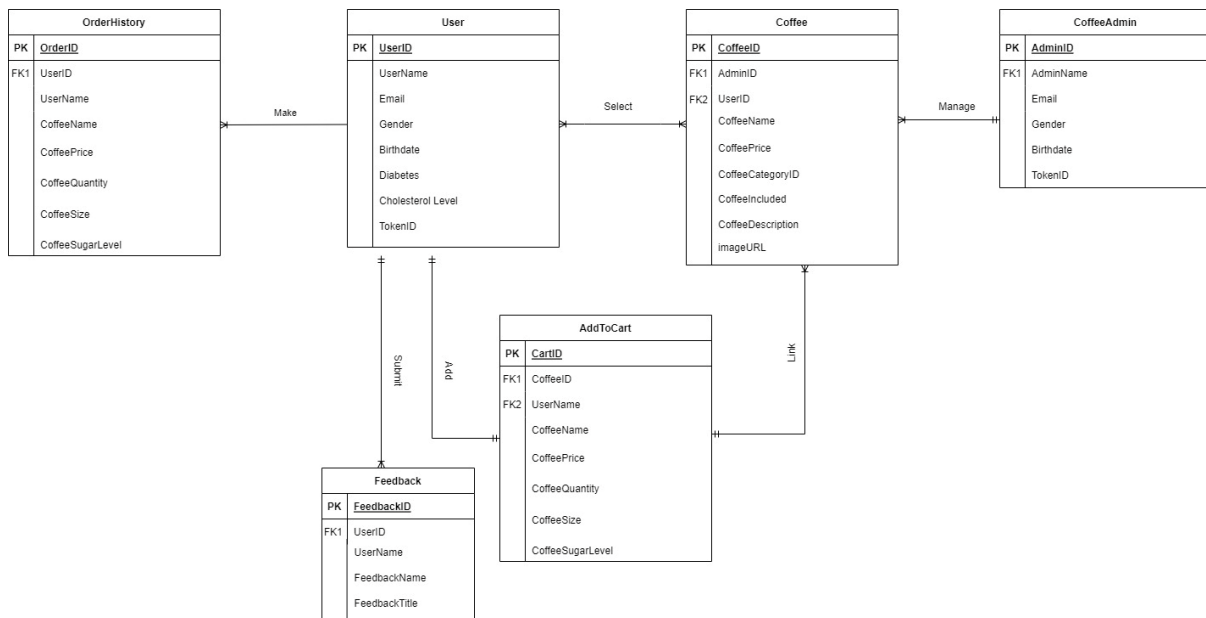 OrderHistory
PK OrderID
FK1 UserID
UserName
CoffeeName
CoffeePrice
CoffeeQuantity
CoffeeSize
CoffeeSugarLevel
Make
User
PK UserID
UserName
Email
Gender
Birthdate
Diabetes
Cholesterol Level
TokenID
Select
Coffee
PK CoffeeID
FK1 AdminID
FK2 UserID
CoffeeName
CoffeePrice
CoffeeCategoryID
CoffeeIncluded
CoffeeDescription
imageURL
Manage
CoffeeAdmin
PK AdminID
FK1 AdminName
Email
Gender
Birthdate
TokenID
Submit
Add
AddToCart
PK CartID
FK1 CoffeeID
FK2 UserName
CoffeeName
CoffeePrice
CoffeeQuantity
CoffeeSize
CoffeeSugarLevel
Link
Feedback
PK FeedbackID
FK1 UserID
UserName
FeedbackName
FeedbackTitle